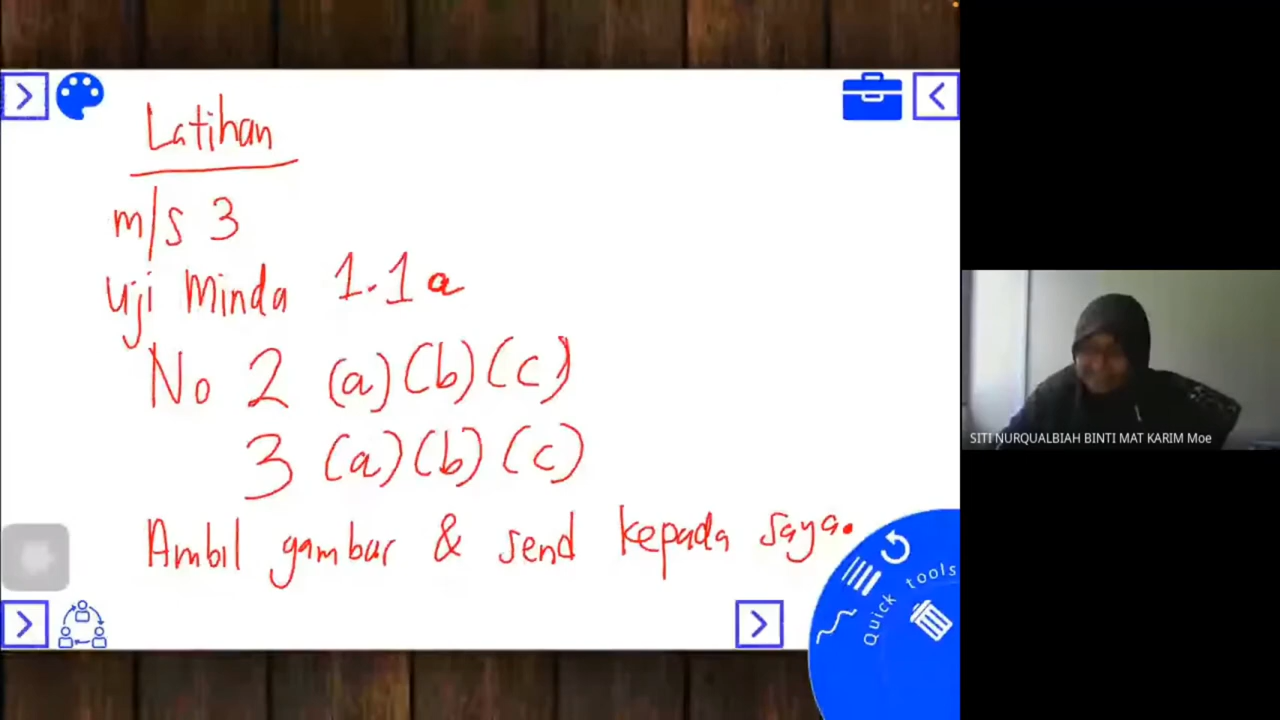 Latihan
m/s 3
Uji Minda 1.1a
No 2 (a) (b) (c)
3 (a) (b) (c)
Ambil gambar & send kepada saya.
Quick tools
SITI NURQUALBIAH BINTI MAT KARIM Moe